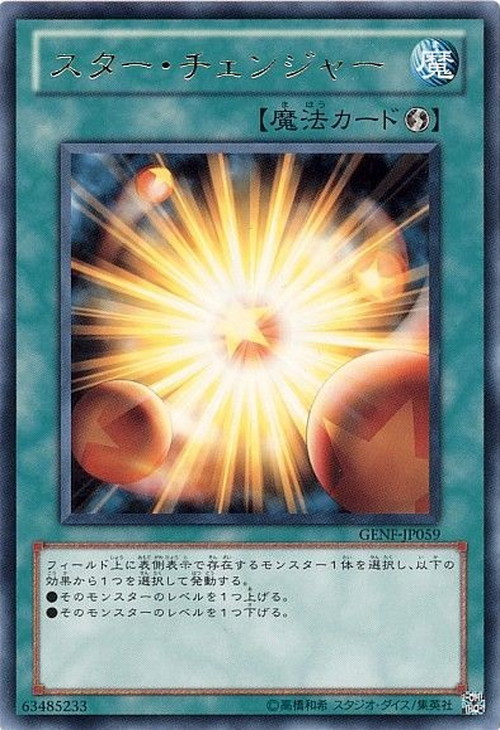 スター・チェンジャー
魔
【魔法カード】
GENF-JP059
フィールド上に表側表示で存在するモンスター1体を選択し、以下の
効果から1つを選択して発動する。
●そのモンスターのレベルを1つ上げる。
●そのモンスターのレベルを1つ下げる。
63485233
©高橋和希 スタジオ・ダイス/集英社